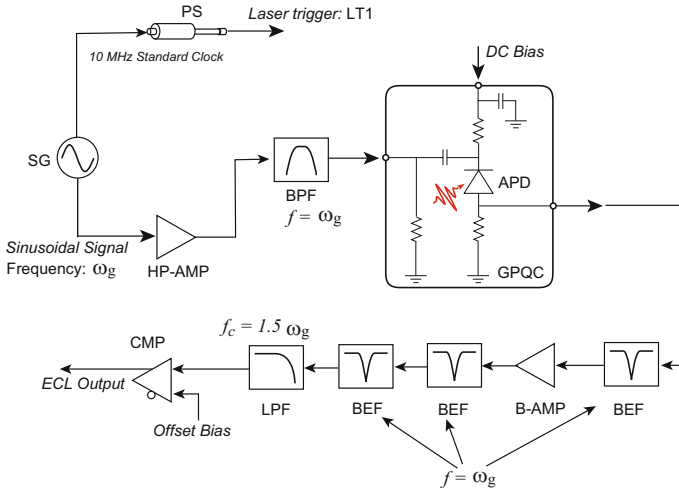 PS
Laser trigger: LT1
10 MHz Standard Clock
DC Bias
SG
BPF
f = ωg
APD
Sinusoidal Signal
Frequency: ωg
HP-AMP
GPQC
fc = 1.5 ωg
CMP
ECL Output
Offset Bias
LPF
BEF
BEF
B-AMP
BEF
f = ωg